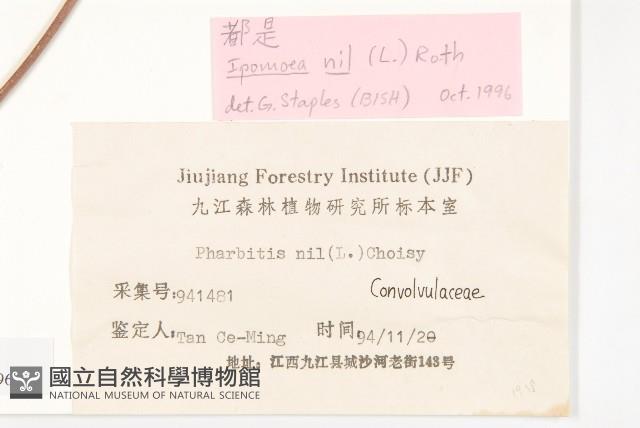 都是
Ipomoea nil (L.) Roth
det. G. Staples (BISH) Oct. 1996
Jiujiang Forestry Institute (JJF)
九江森林植物研究所标本室
Pharbitis nil(L.)Choisy
采集号:941481 Convolvulaceae
鉴定人:Tan Ce-Ming 时间:94/11/20
地址:江西九江县城沙河老街143号
國立自然科學博物館
NATIONAL MUSEUM OF NATURAL SCIENCE